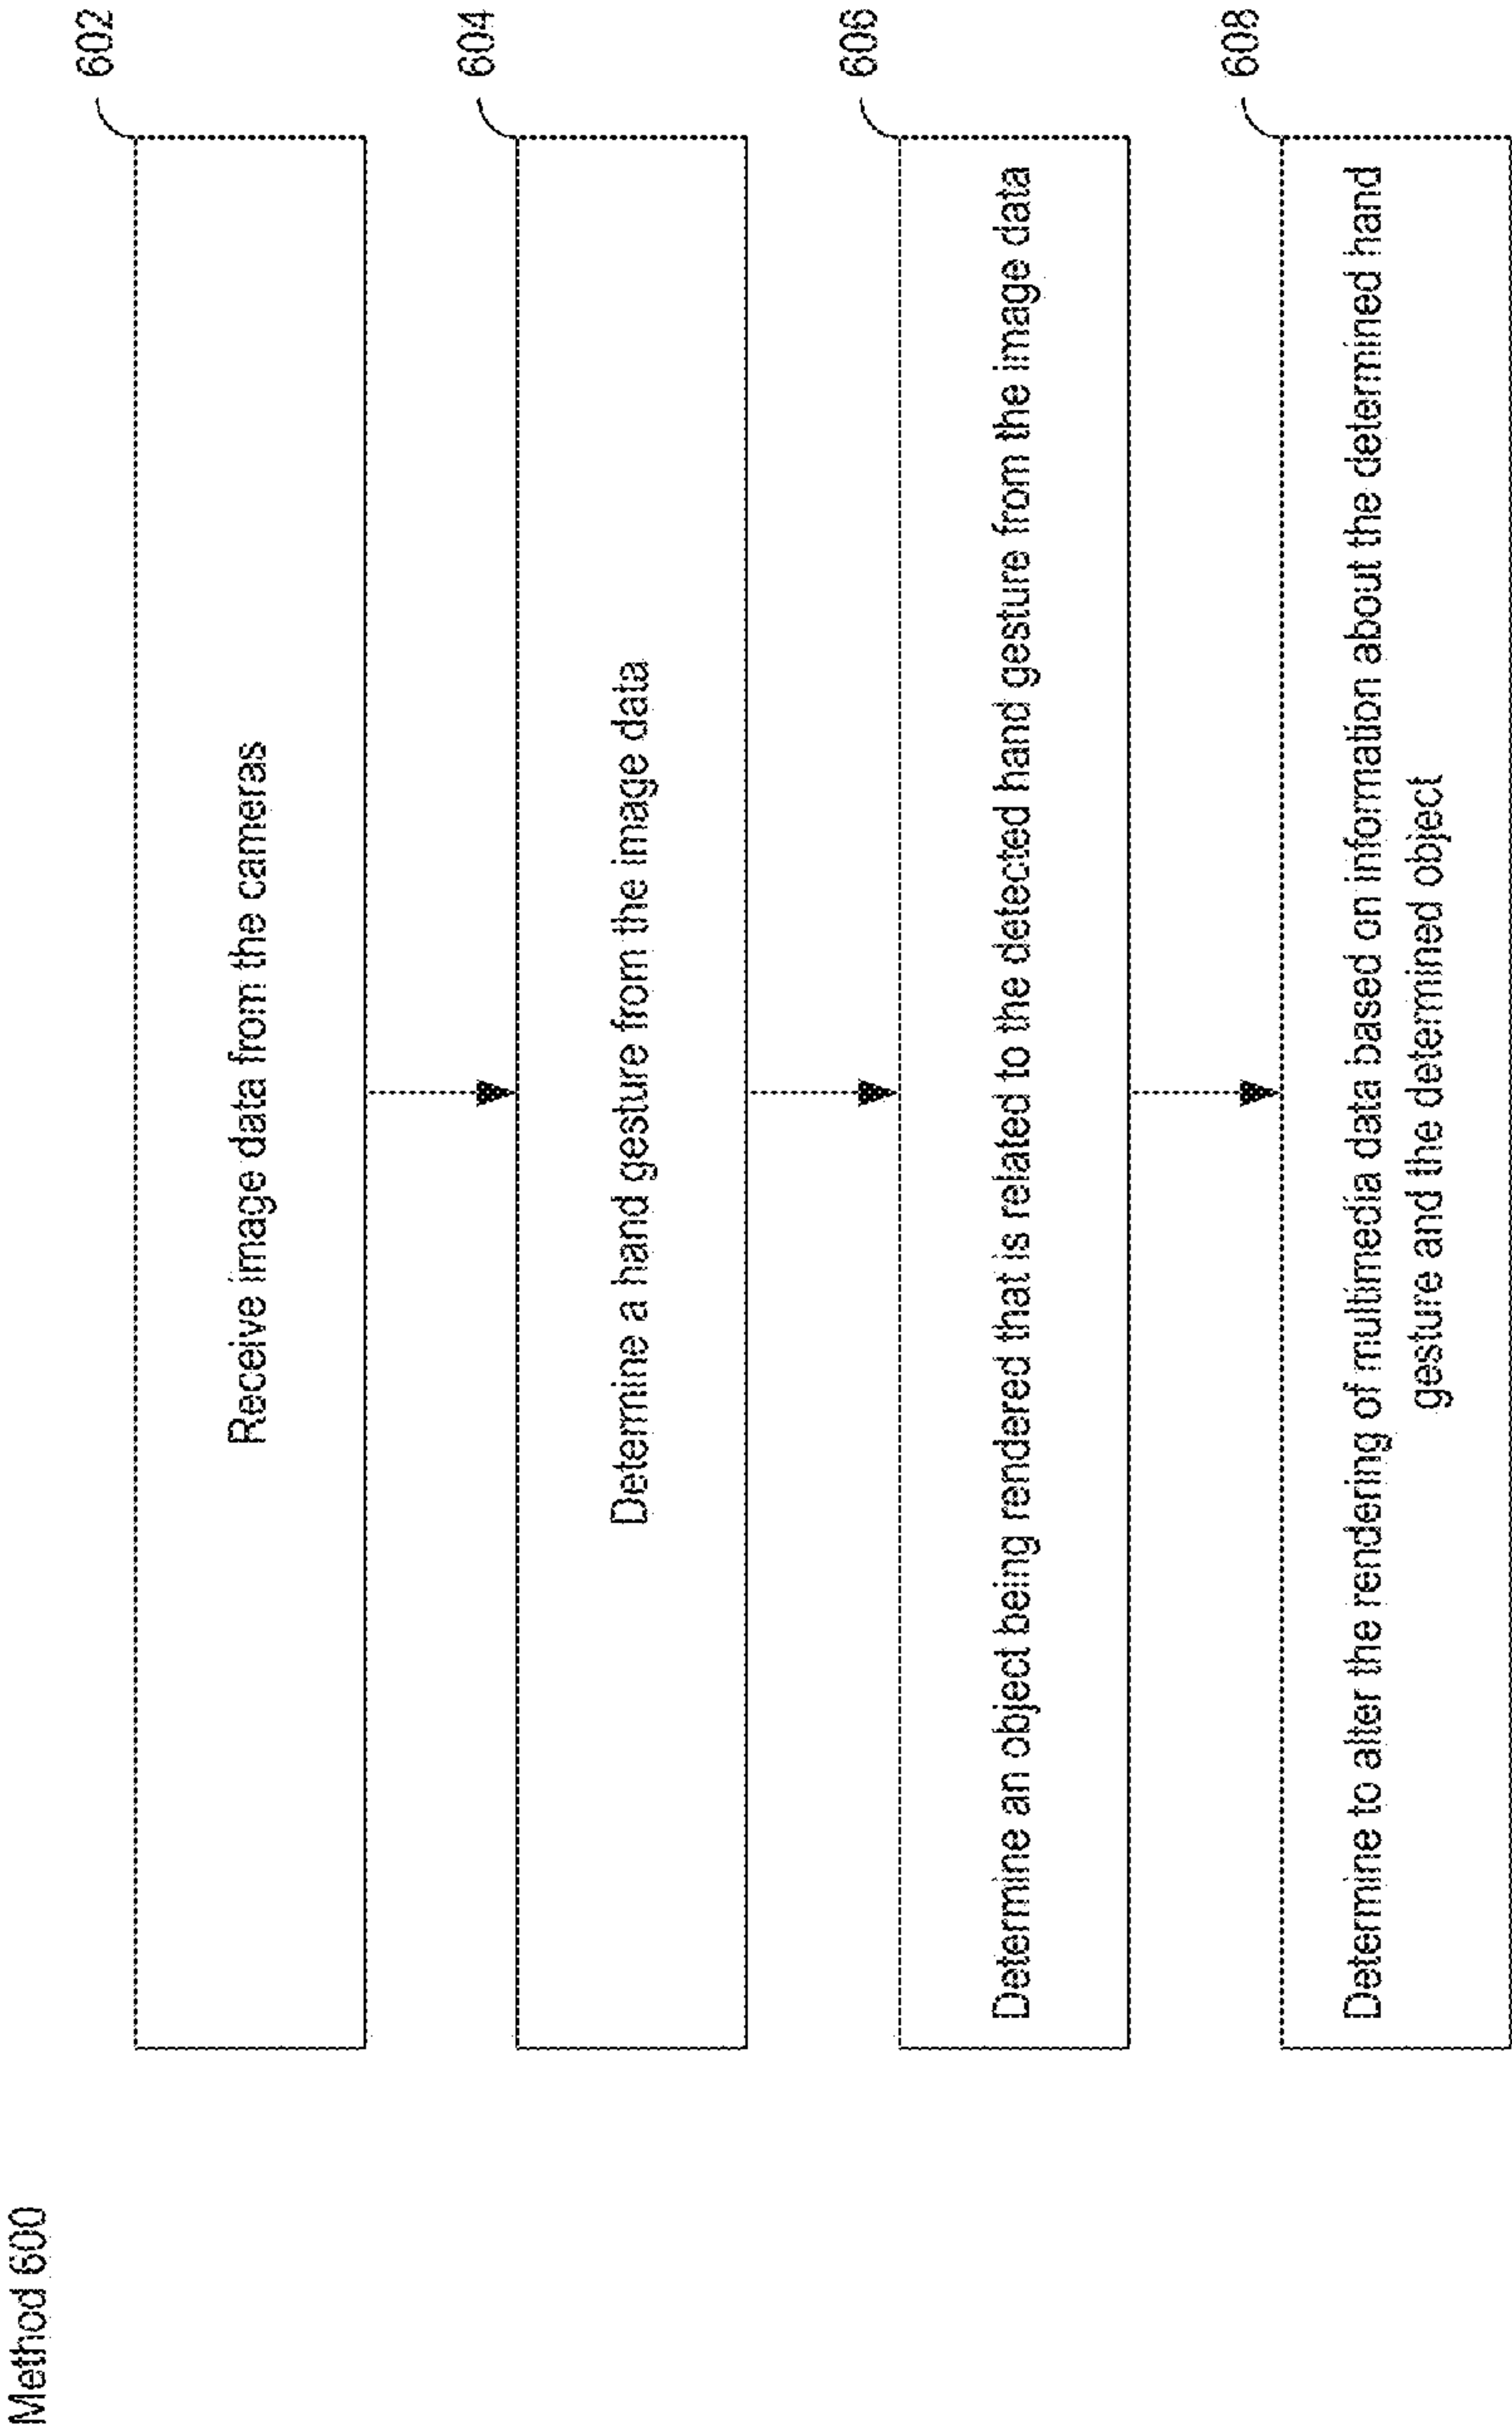 Method 600
602
Receive image data from the cameras
604
Determine a hand gesture from the image data
606
Determine an object being rendered that is related to the detected hand gesture from the image data
608
Determine to alter the rendering of multimedia data based on information about the determined hand
gesture and the determined object